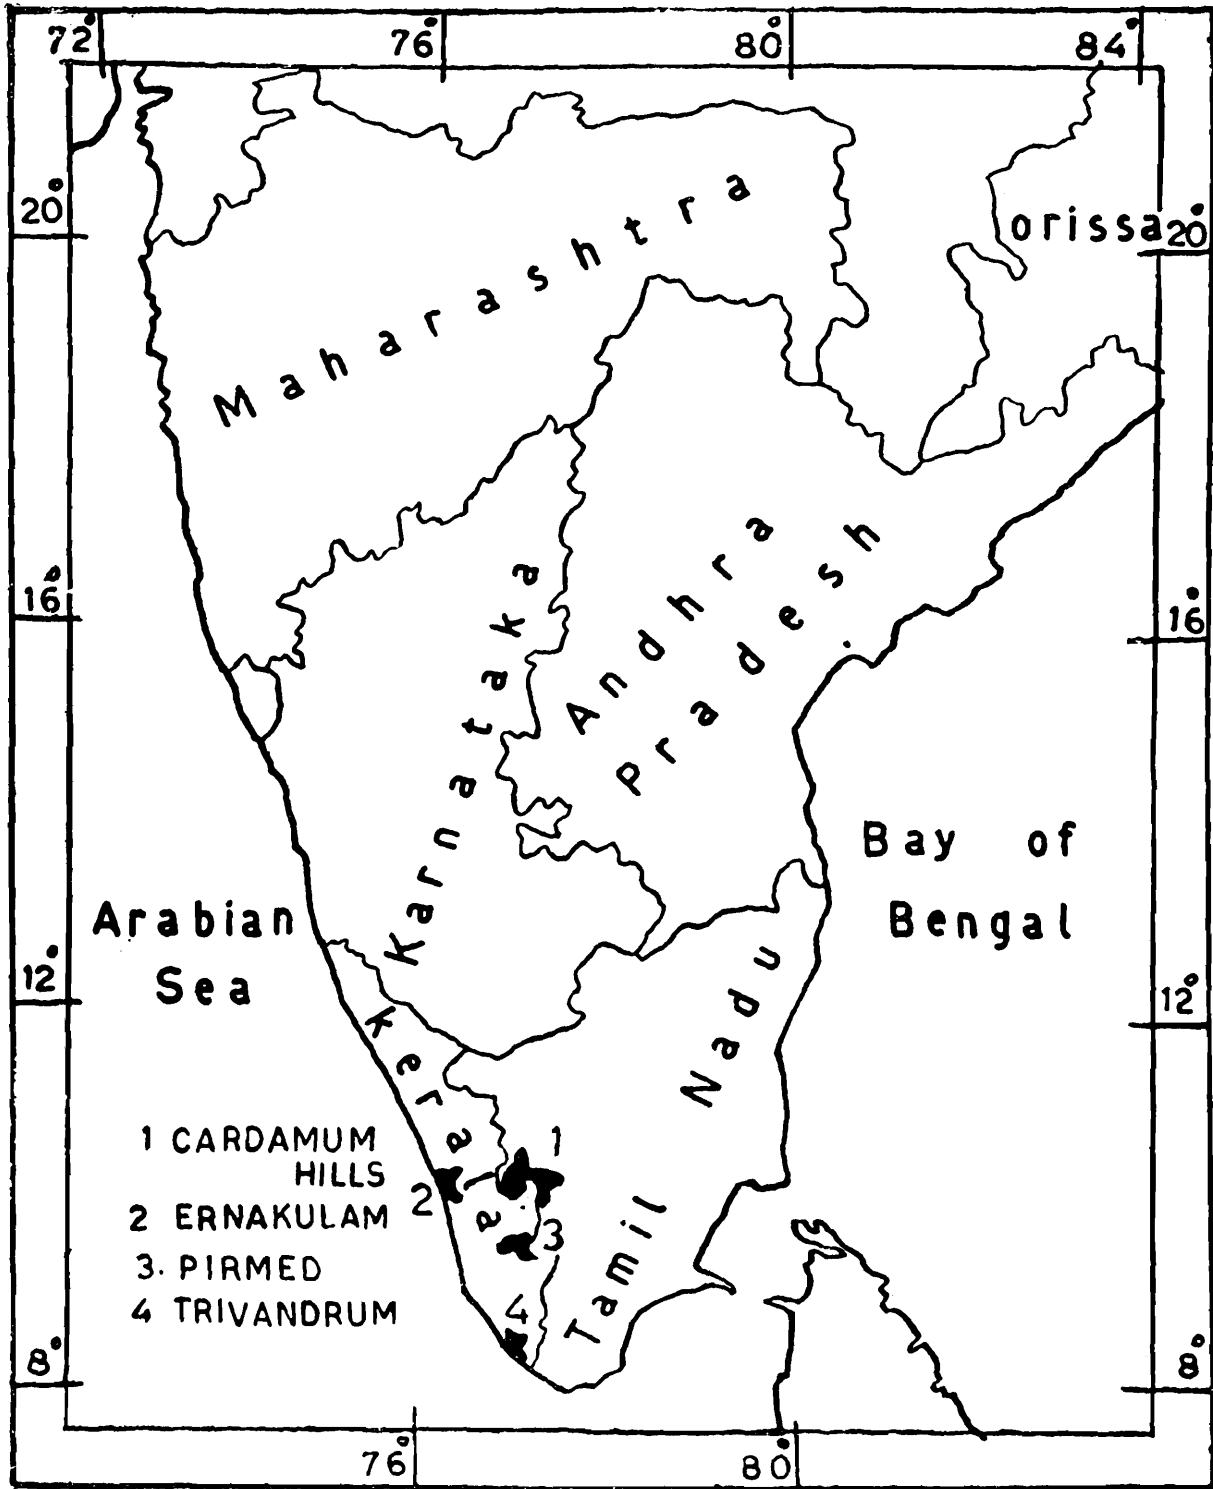 72° 76° 80° 84°
20° 20°
orissa
Maharashtra
16° 16°
Andhra
Pradesh
Karnataka
Bay of
Bengal
Arabian
Sea
12° 12°
kerala
Tamil Nadu
1 CARDAMUM
HILLS
2 ERNAKULAM
3. PIRMED
4 TRIVANDRUM
1
2
3
4
8° 8°
76° 80°